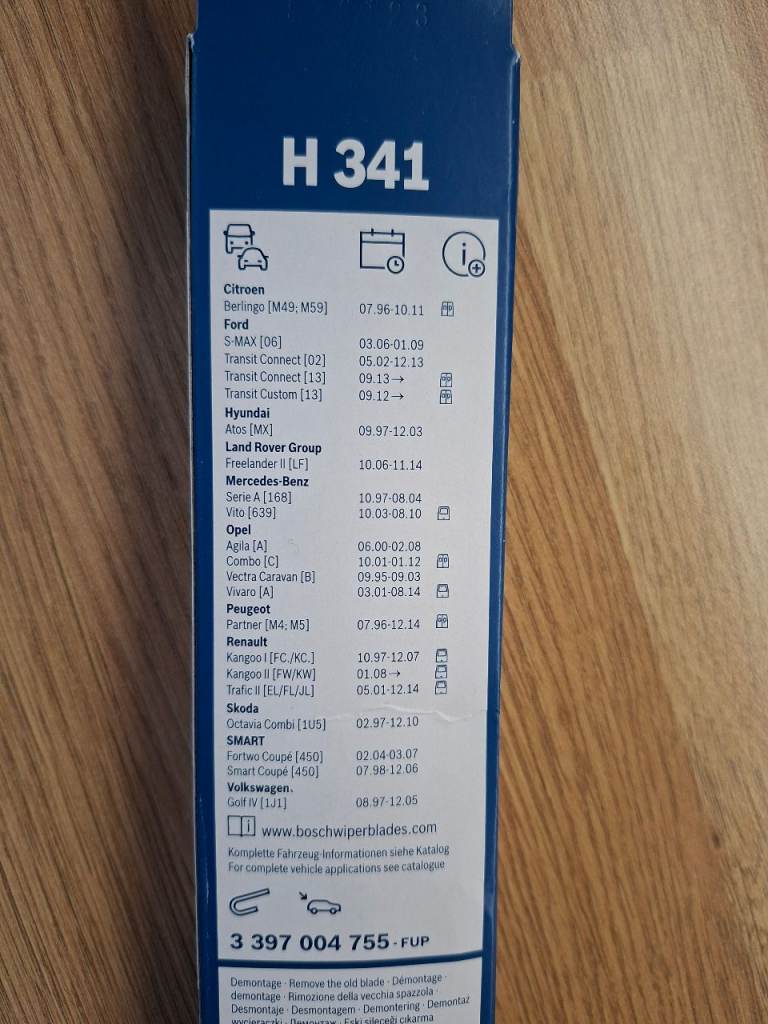 H 341
Citroen
Berlingo [M49; M59] 07.96-10.11
Ford
S-MAX [06] 03.06-01.09
Transit Connect [02] 05.02-12.13
Transit Connect [13] 09.13→
Transit Custom [13] 09.12→
Hyundai
Atos [MX] 09.97-12.03
Land Rover Group
Freelander II [LF] 10.06-11.14
Mercedes-Benz
Serie A [168] 10.97-08.04
Vito [639] 10.03-08.10
Opel
Agila [A] 06.00-02.08
Combo [C] 10.01-01.12
Vectra Caravan [B] 09.95-09.03
Vivaro [A] 03.01-08.14
Peugeot
Partner [M4; M5] 07.96-12.14
Renault
Kangoo I [FC./KC.] 10.97-12.07
Kangoo II [FW/KW] 01.08→
Trafic II [EL/FL/JL] 05.01-12.14
Skoda
Octavia Combi [1U5] 02.97-12.10
SMART
Fortwo Coupé [450] 02.04-03.07
Smart Coupé [450] 07.98-12.06
Volkswagen.
Golf IV [1J1] 08.97-12.05
www.boschwiperblades.com
Komplette Fahrzeug-Informationen siehe Katalog
For complete vehicle applications see catalogue
3 397 004 755 - FUP
Demontage · Remove the old blade · Démontage ·
demontage · Rimozione della vecchia spazzola ·
Desmontaje · Desmontagem · Demontering · Demontaż
wycieraczki · Демонтаж · Eski sileceği çıkarma